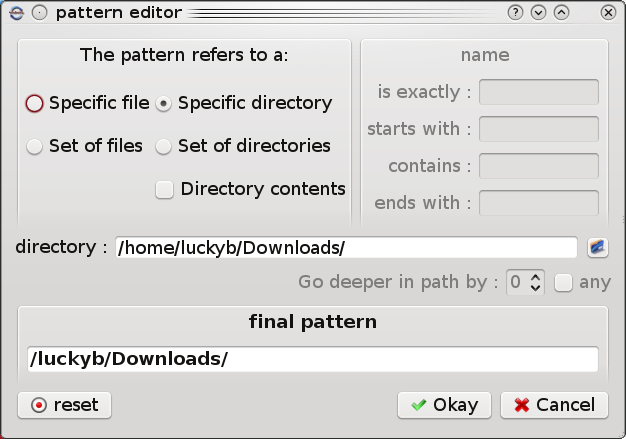 pattern editor
The pattern refers to a:
Specific file Specific directory
Set of files Set of directories
Directory contents
name
is exactly :
starts with :
contains :
ends with :
directory : /home/luckyb/Downloads/
Go deeper in path by : 0 any
final pattern
/luckyb/Downloads/
reset Okay Cancel